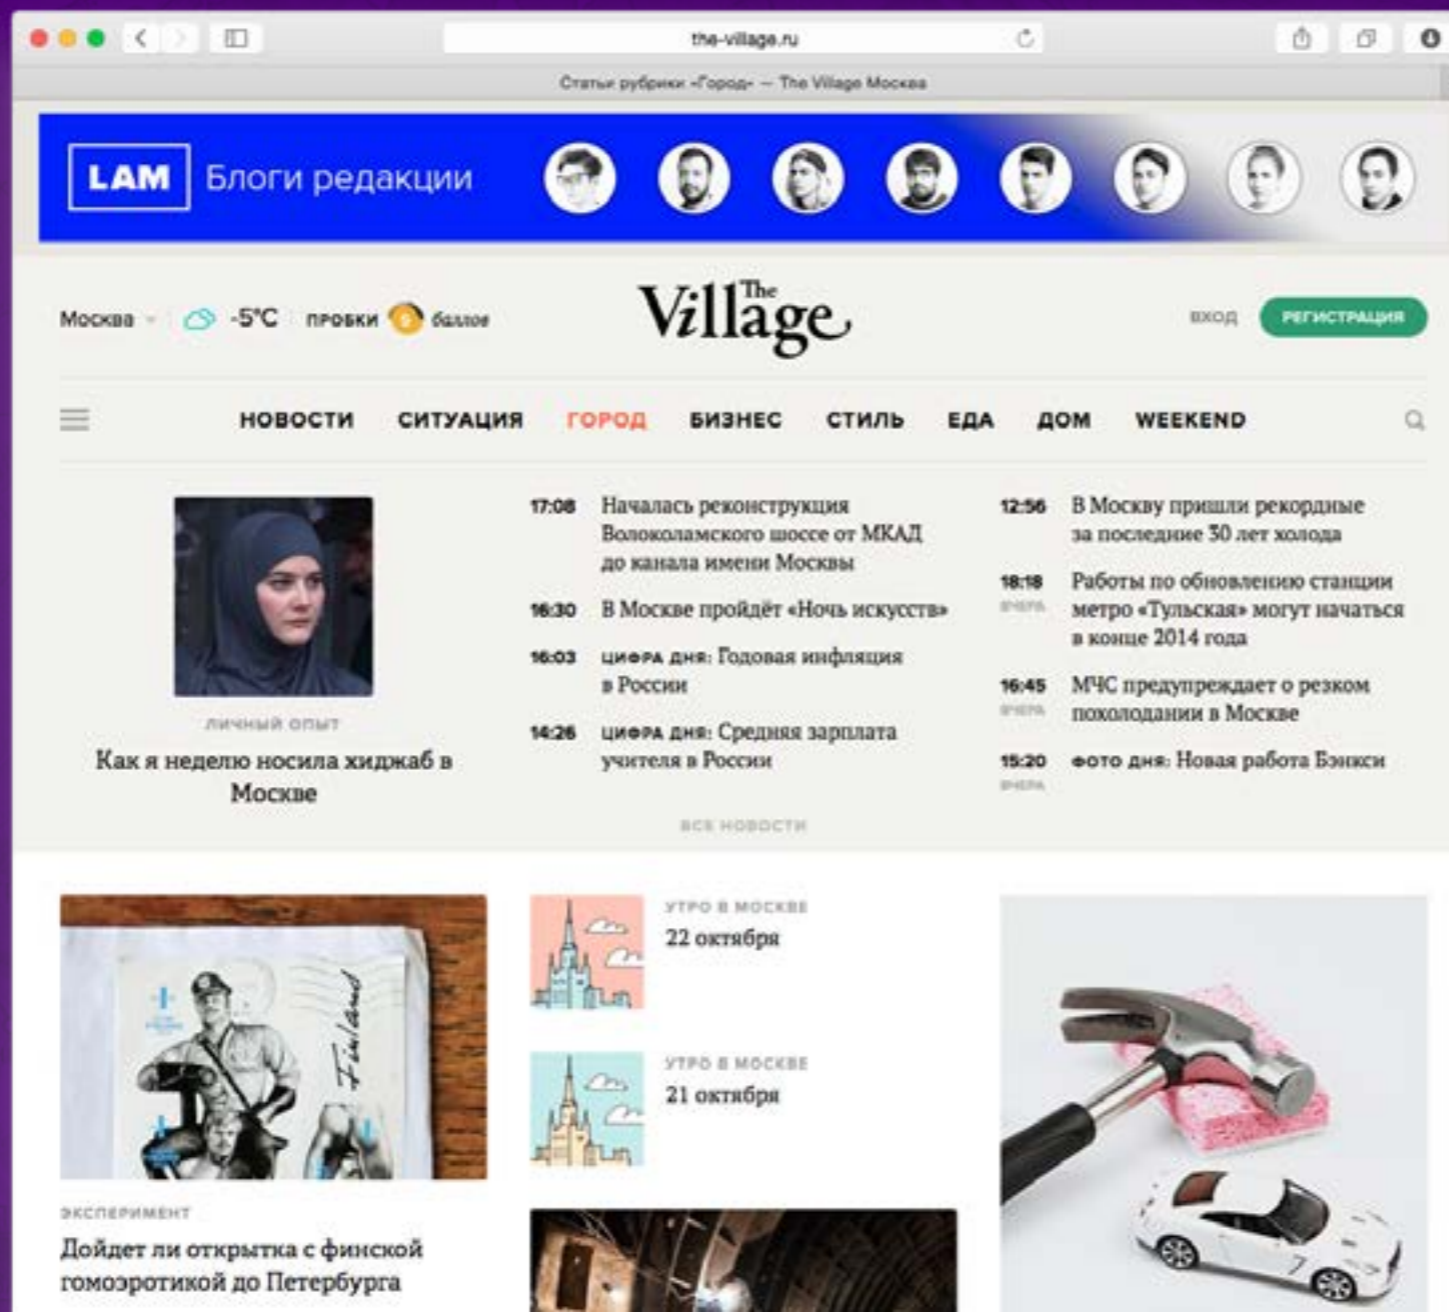 the-village.ru
Статьи рубрики «Город» — The Village Москва
LAM Блоги редакции
Москва -5°C ПРОБКИ баллов
The Village
ВХОД РЕГИСТРАЦИЯ
НОВОСТИ СИТУАЦИЯ ГОРОД БИЗНЕС СТИЛЬ ЕДА ДОМ WEEKEND
ЛИЧНЫЙ ОПЫТ
Как я неделю носила хиджаб в
Москве
17:08 Началась реконструкция
Волоколамского шоссе от МКАД
до канала имени Москвы
16:30 В Москве пройдёт «Ночь искусств»
16:03 ЦИФРА ДНЯ: Годовая инфляция
в России
14:26 ЦИФРА ДНЯ: Средняя зарплата
учителя в России
12:56 В Москву пришли рекордные
за последние 30 лет холода
18:18 Работы по обновлению станции
ВЧЕРА метро «Тульская» могут начаться
в конце 2014 года
16:45 МЧС предупреждает о резком
ВЧЕРА похолодании в Москве
15:20 ФОТО ДНЯ: Новая работа Бэнкси
ВЧЕРА
ВСЕ НОВОСТИ
Finland
ЭКСПЕРИМЕНТ
Дойдет ли открытка с финской
гомоэротикой до Петербурга
УТРО В МОСКВЕ
22 октября
УТРО В МОСКВЕ
21 октября